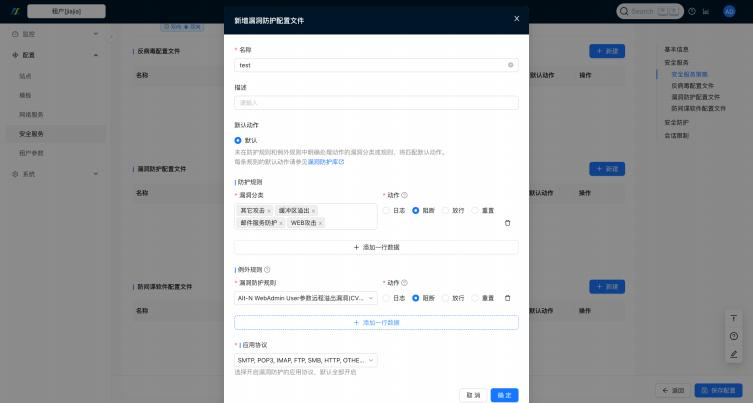 租户[jiajia]
Search
AD
监控
配置
站点
模板
网络服务
安全服务
租户参数
系统
反病毒配置文件
新建
名称
默认动作
操作
漏洞防护配置文件
新建
名称
默认动作
操作
防间谍软件配置文件
新建
名称
默认动作
操作
基本信息
安全服务
安全服务策略
反病毒配置文件
漏洞防护配置文件
防间谍软件配置文件
安全防护
会话限制
返回
保存配置
新增漏洞防护配置文件
X
* 名称
test
描述
请输入
默认动作
默认
未在防护规则和例外规则中明确处理动作的漏洞分类或规则，将匹配默认动作。
每条规则的默认动作请参见漏洞防护库
防护规则
* 漏洞分类
* 动作
其它攻击 × 缓冲区溢出 ×
邮件服务防护 × WEB攻击 ×
日志 阻断 放行 重置
+ 添加一行数据
例外规则
* 漏洞防护规则
* 动作
Alt-N WebAdmin User参数远程溢出漏洞(CV...
日志 阻断 放行 重置
+ 添加一行数据
* 应用协议
SMTP, POP3, IMAP, FTP, SMB, HTTP, OTHE...
选择开启漏洞防护的应用协议，默认全部开启
取 消
确 定